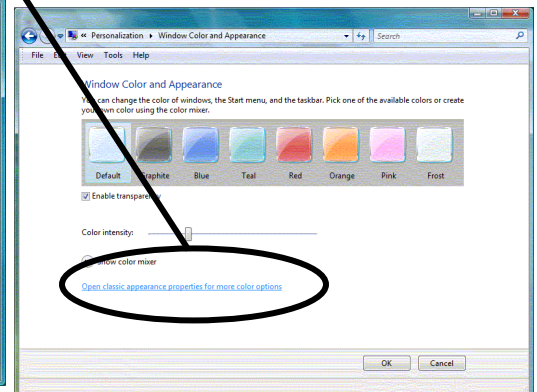 « Personalization ▸ Window Color and Appearance
Search
File Edit View Tools Help
Window Color and Appearance
You can change the color of windows, the Start menu, and the taskbar. Pick one of the available colors or create
your own color using the color mixer.
Default Graphite Blue Teal Red Orange Pink Frost
Enable transparency
Color intensity:
Show color mixer
Open classic appearance properties for more color options
OK Cancel